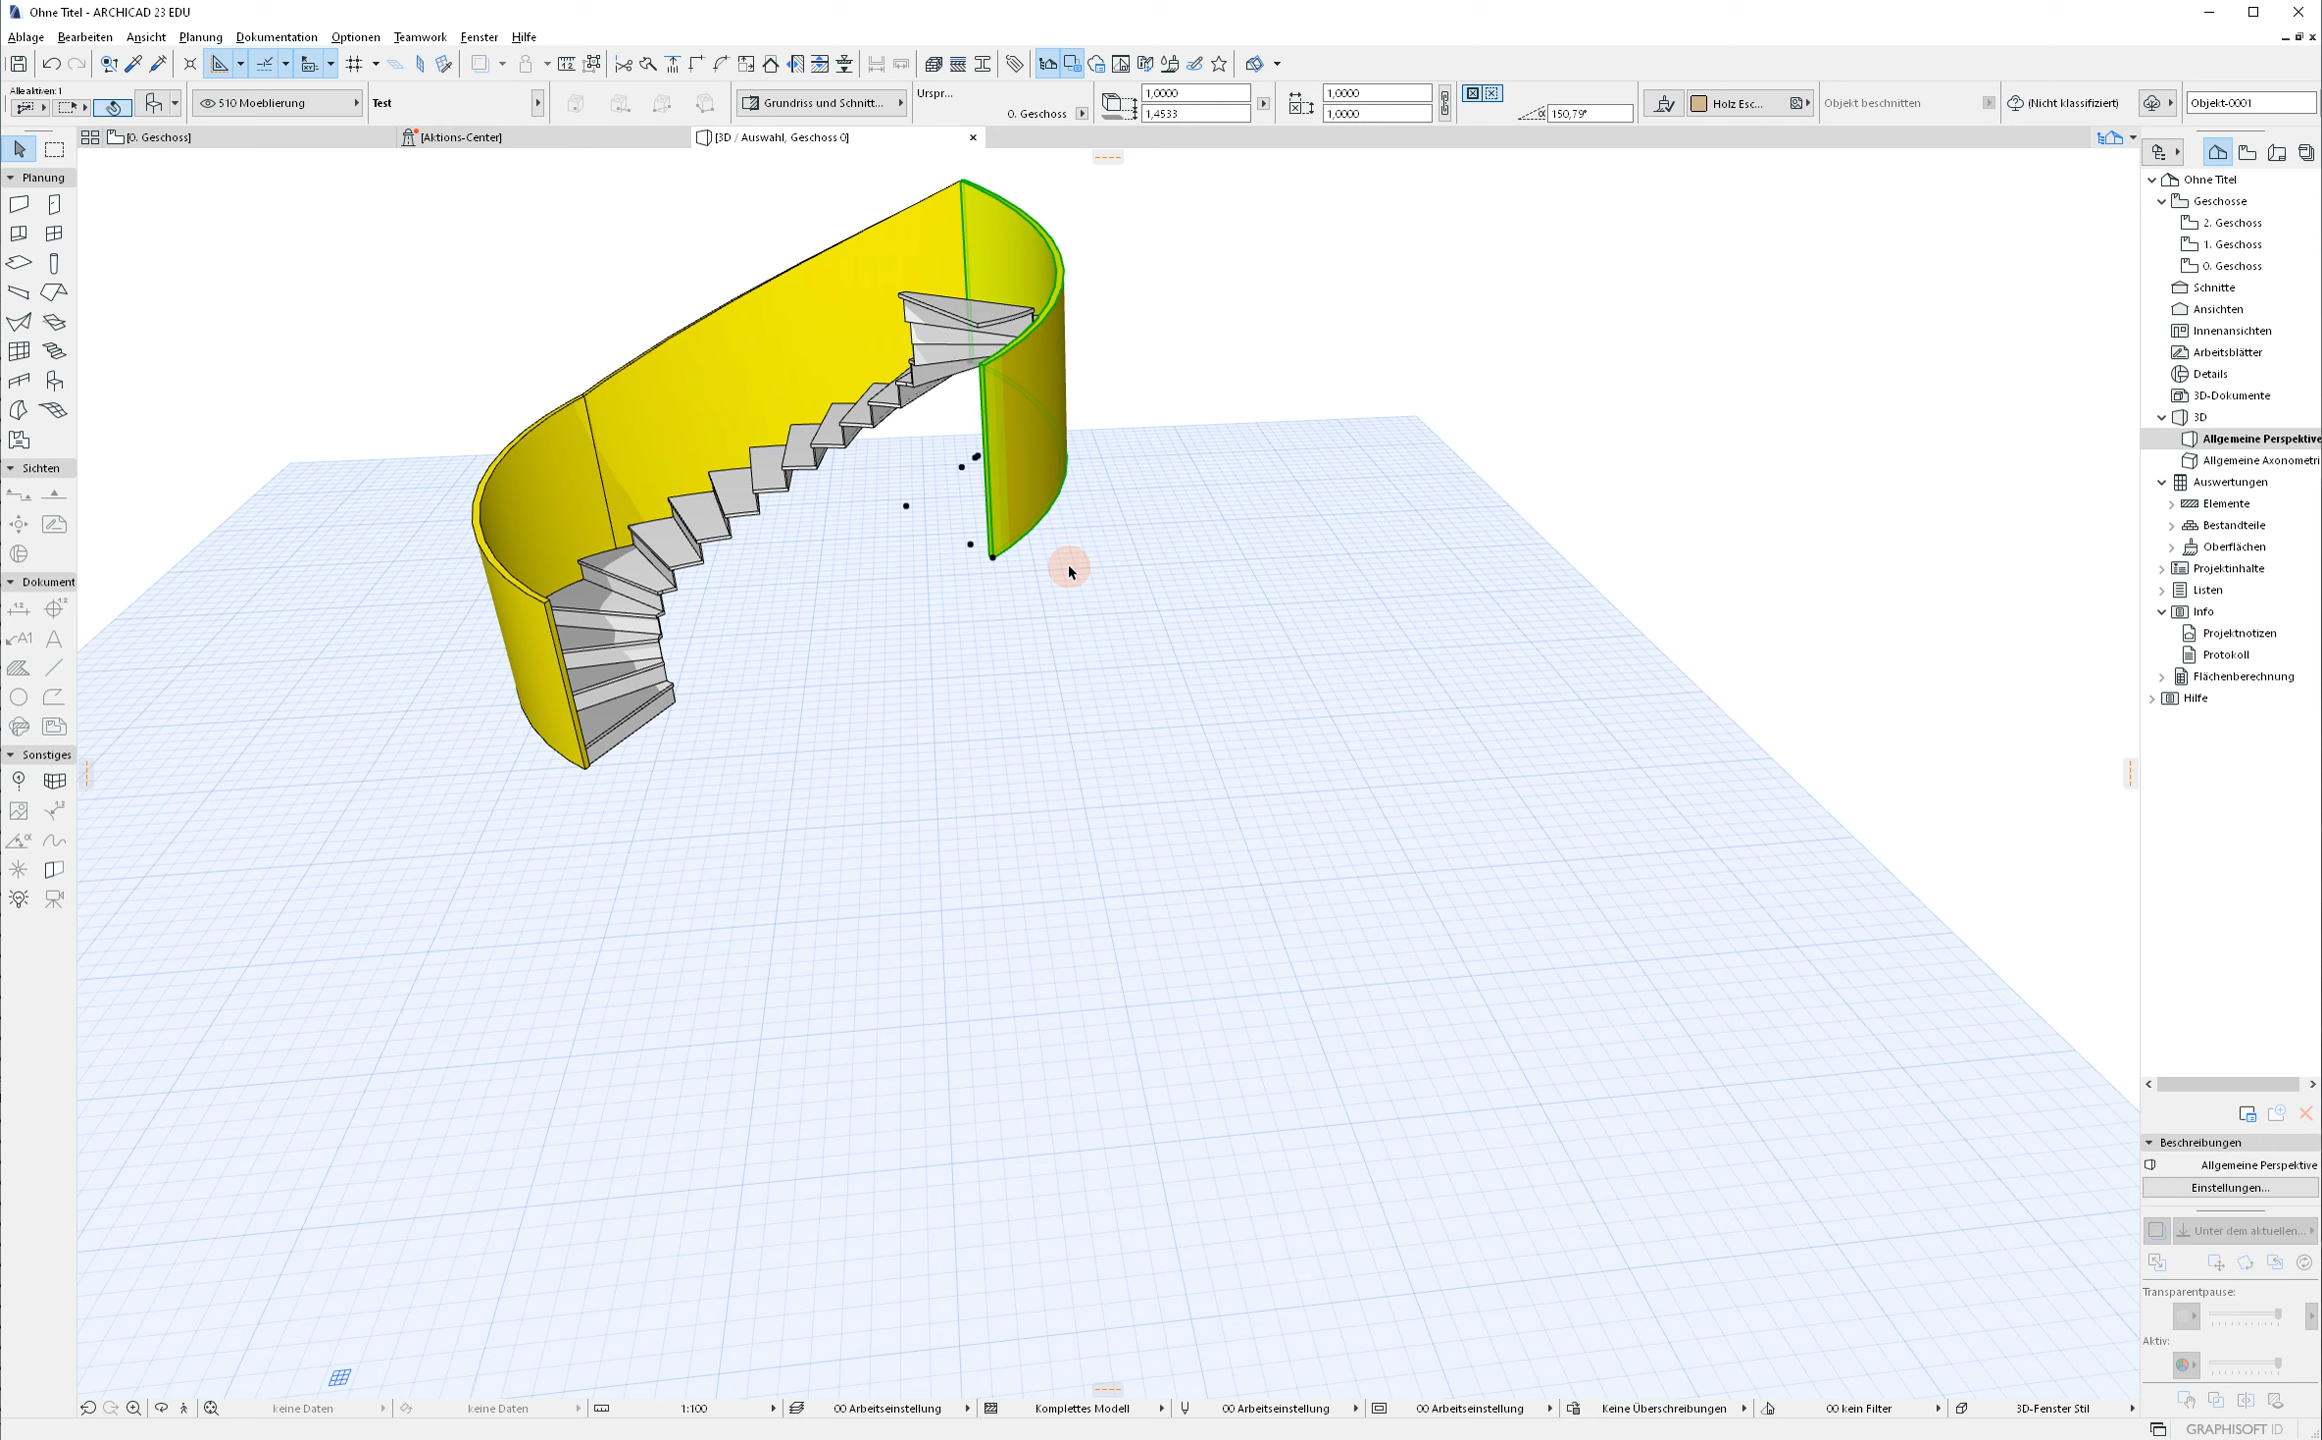 Ohne Titel - ARCHICAD 23 EDU
Ablage Bearbeiten Ansicht Planung Dokumentation Optionen Teamwork Fenster Hilfe
Alle aktiven: 1
510 Moeblierung
Test
Grundriss und Schnitt...
Urspr...
0. Geschoss
1,0000
1,4533
1,0000
1,0000
150,79°
Holz Esc...
Objekt beschnitten
(Nicht klassifiziert)
Objekt-0001
[0. Geschoss]
[Aktions-Center]
[3D / Auswahl, Geschoss 0]
Planung
Sichten
Dokument
Sonstiges
Ohne Titel
Geschosse
2. Geschoss
1. Geschoss
0. Geschoss
Schnitte
Ansichten
Innenansichten
Arbeitsblätter
Details
3D-Dokumente
3D
Allgemeine Perspektive
Allgemeine Axonometri
Auswertungen
Elemente
Bestandteile
Oberflächen
Projektinhalte
Listen
Info
Projektnotizen
Protokoll
Flächenberechnung
Hilfe
Beschreibungen
Allgemeine Perspektive
Einstellungen...
Unter dem aktuellen...
Transparentpause:
Aktiv:
keine Daten
keine Daten
1:100
00 Arbeitseinstellung
Komplettes Modell
00 Arbeitseinstellung
00 Arbeitseinstellung
Keine Überschreibungen
00 kein Filter
3D-Fenster Stil
GRAPHISOFT ID